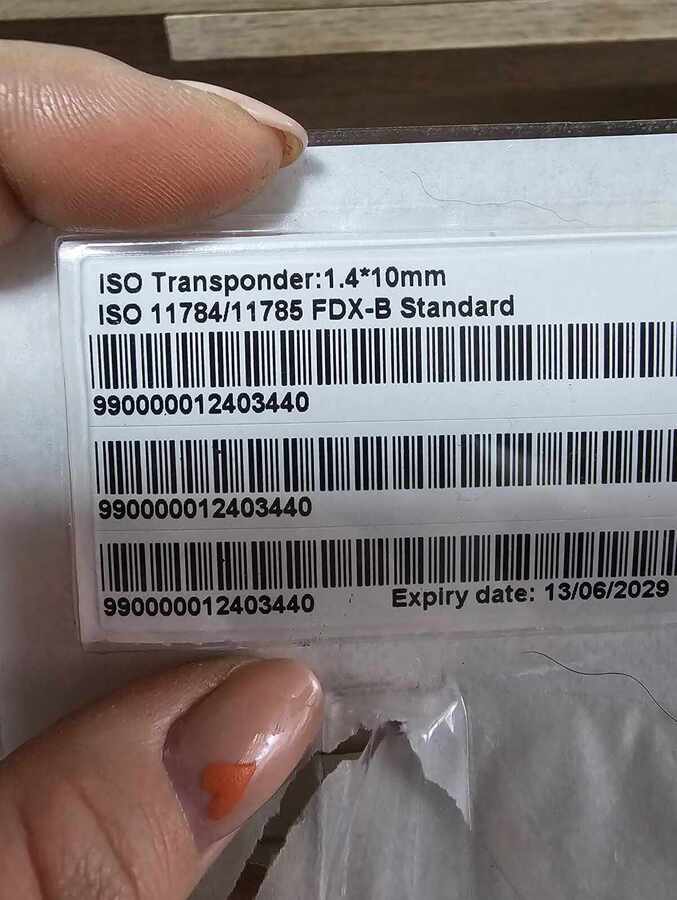 ISO Transponder:1.4*10mm
ISO 11784/11785 FDX-B Standard
990000012403440
990000012403440
990000012403440 Expiry date: 13/06/2029